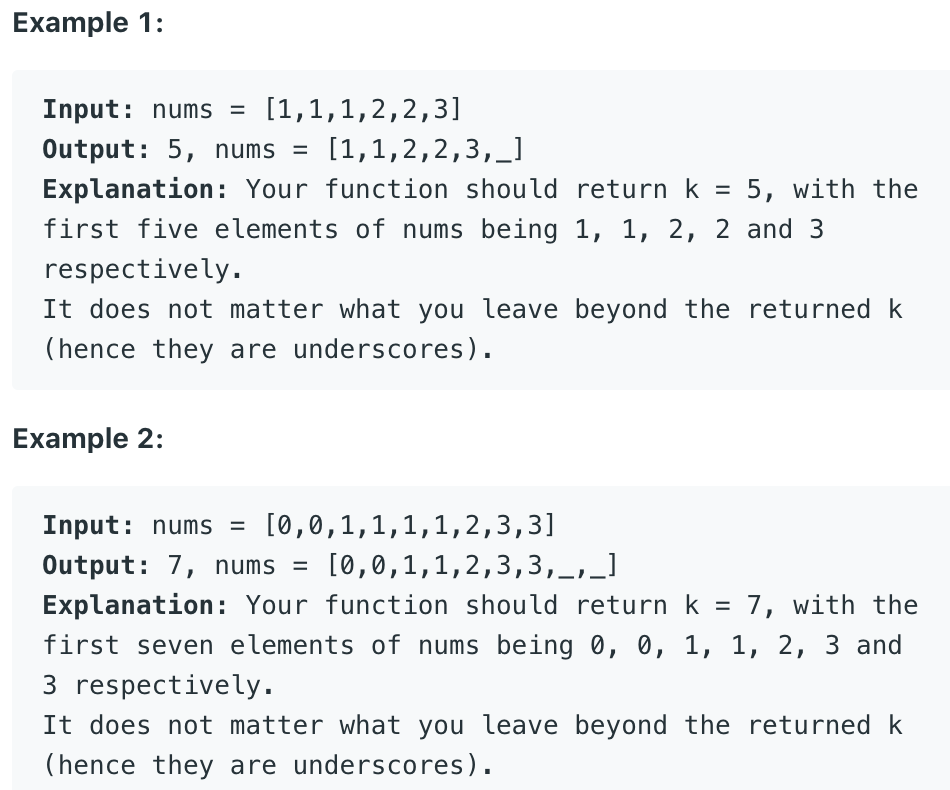 Example 1:
Input: nums = [1,1,1,2,2,3]
Output: 5, nums = [1,1,2,2,3,_]
Explanation: Your function should return k = 5, with the
first five elements of nums being 1, 1, 2, 2 and 3
respectively.
It does not matter what you leave beyond the returned k
(hence they are underscores).
Example 2:
Input: nums = [0,0,1,1,1,1,2,3,3]
Output: 7, nums = [0,0,1,1,2,3,3,_,_]
Explanation: Your function should return k = 7, with the
first seven elements of nums being 0, 0, 1, 1, 2, 3 and
3 respectively.
It does not matter what you leave beyond the returned k
(hence they are underscores).